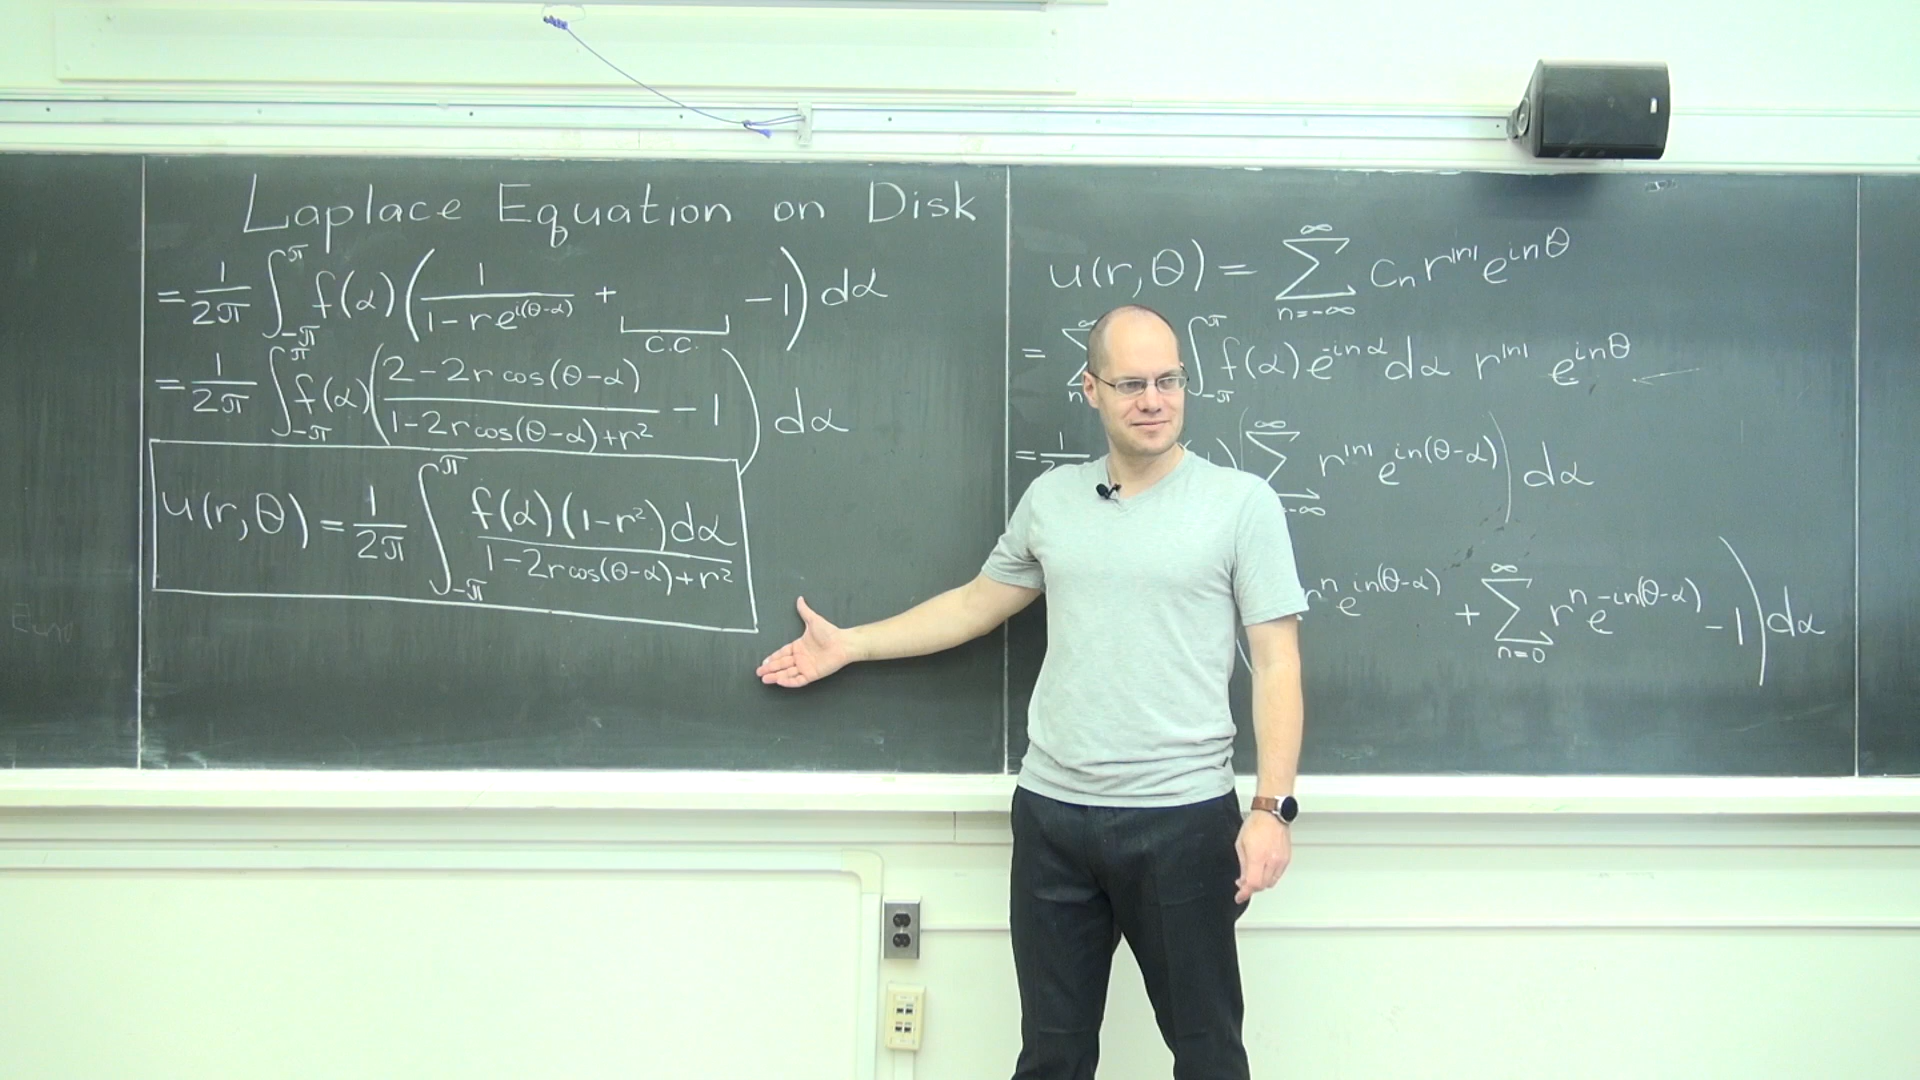 Laplace Equation on Disk
= 1/2π ∫_{-π}^{π} f(α) ( 1/(1-re^{i(θ-α)}) + ⎵ -1 ) dα
c.c.
= 1/2π ∫_{-π}^{π} f(α) ( (2-2r cos(θ-α))/(1-2r cos(θ-α)+r²) - 1 ) dα
u(r,θ) = 1/2π ∫_{-π}^{π} f(α)(1-r²)dα/(1-2r cos(θ-α)+r²)
u(r,θ) = ∑_{n=-∞}^{∞} c_n r^{|n|} e^{inθ}
= ∑ ∫_{-π}^{π} f(α) e^{-inα} dα r^{|n|} e^{inθ} ←
= 1/ ) ( ∑^{∞}_{-∞} r^{|n|} e^{in(θ-α)} ) dα
r^n e^{in(θ-α)} + ∑_{n=0}^{∞} r^n e^{-in(θ-α)} - 1 ) dα